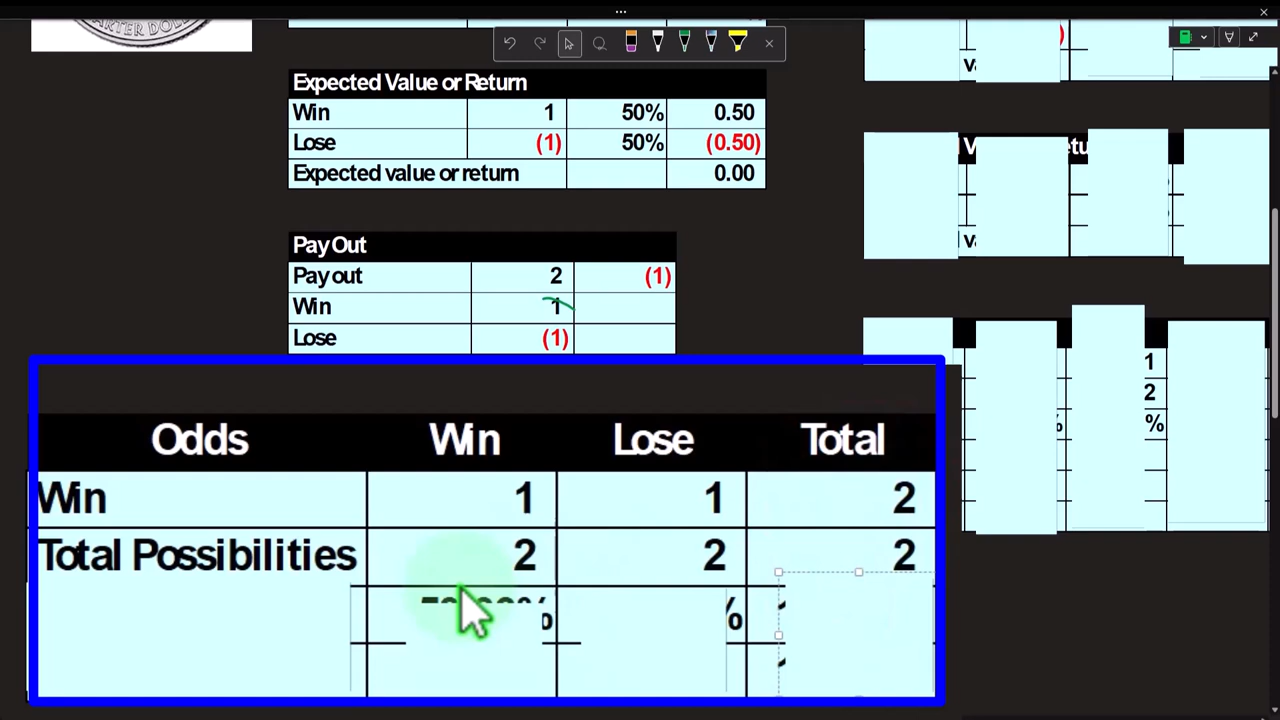 QUARTER DOLLAR
Expected Value or Return
Win 1 50% 0.50
Lose (1) 50% (0.50)
Expected value or return 0.00
Pay Out
Pay out 2 (1)
Win 1
Lose (1)
1
2
%
Odds Win Lose Total
Win 1 1 2
Total Possibilities 2 2 2
% %